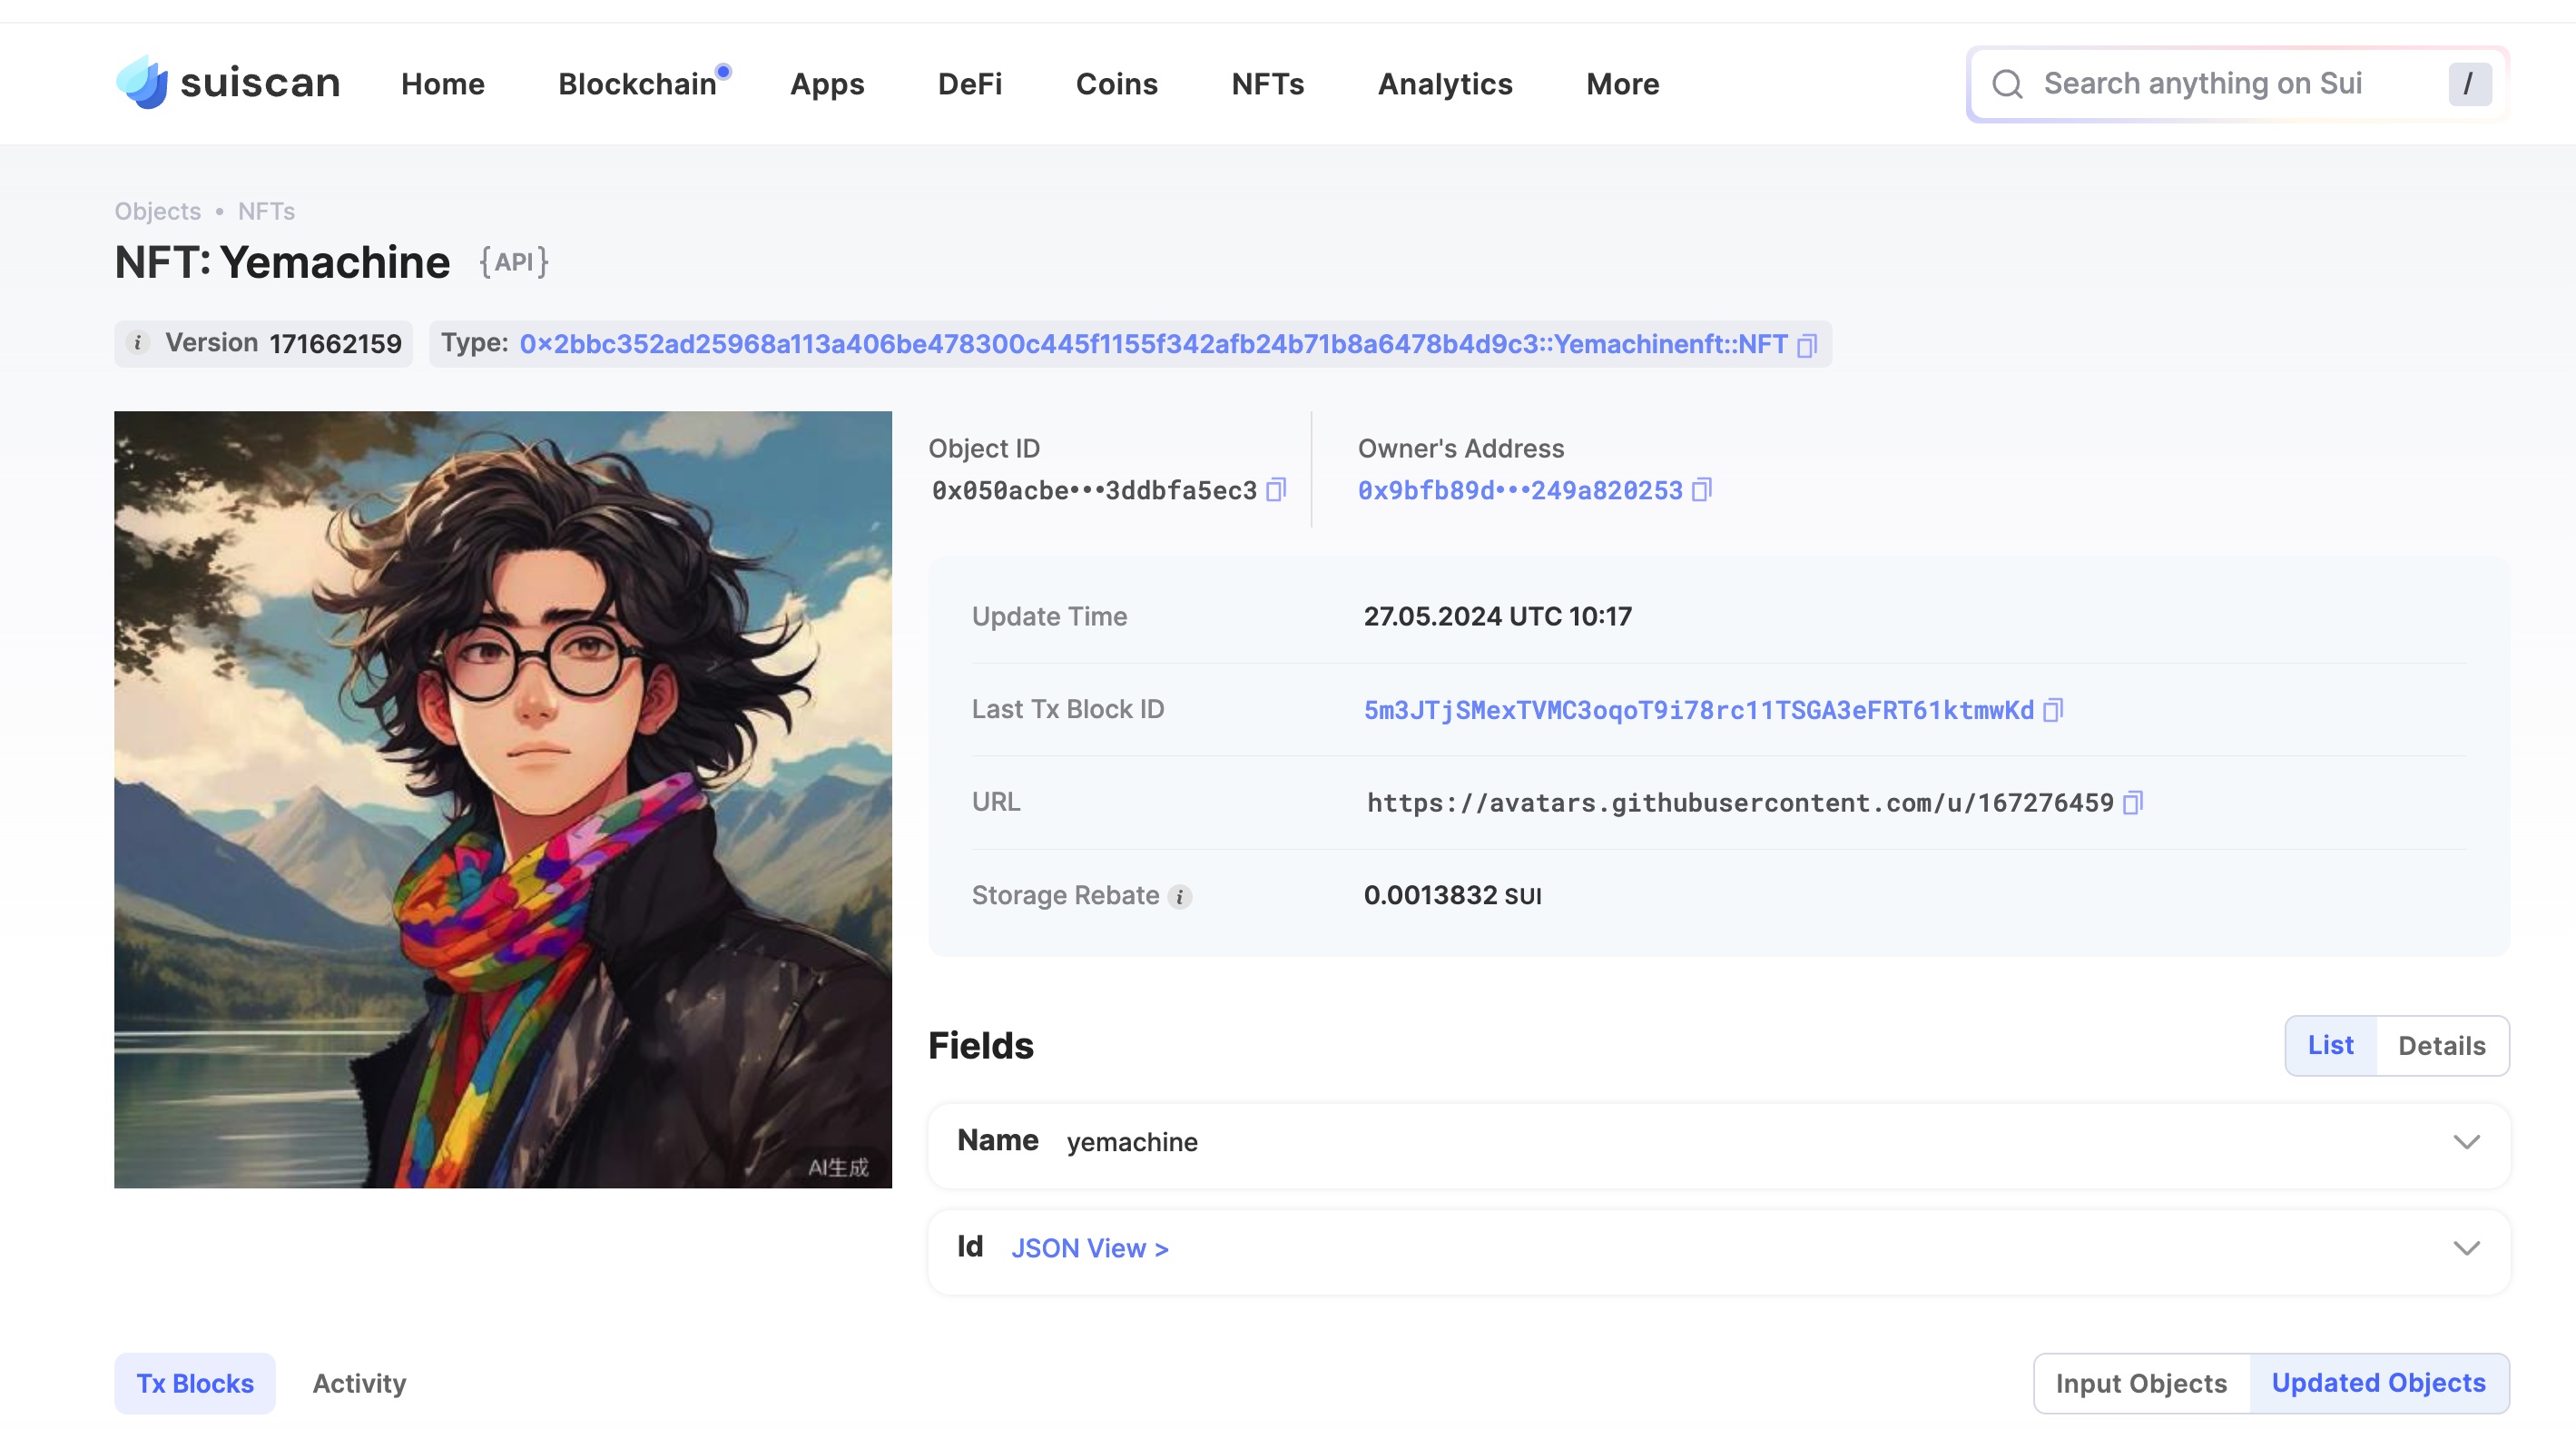 suiscan Home Blockchain Apps DeFi Coins NFTs Analytics More Search anything on Sui /
Objects • NFTs
NFT: Yemachine {API}
i Version 171662159 Type: 0x2bbc352ad25968a113a406be478300c445f1155f342afb24b71b8a6478b4d9c3::Yemachinenft::NFT
Object ID Owner's Address
0x050acbe•••3ddbfa5ec3 0x9bfb89d•••249a820253
Update Time 27.05.2024 UTC 10:17
Last Tx Block ID 5m3JTjSMexTVMC3oqoT9i78rc11TSGA3eFRT61ktmwKd
URL https://avatars.githubusercontent.com/u/167276459
Storage Rebate i 0.0013832 SUI
Fields List Details
Name yemachine
AI生成
Id JSON View >
Tx Blocks Activity Input Objects Updated Objects